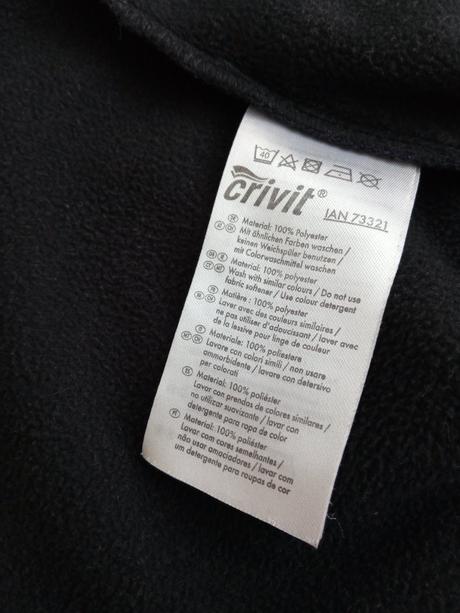 40
crivit®
IAN 73321
DE Material: 100% Polyester
Mit ähnlichen Farben waschen /
keinen Weichspüler benutzen /
mit Colorwaschmittel waschen
Material: 100% polyester
Wash with similar colours / Do not use
fabric softener / Use colour detergent
Matière : 100% polyester
Laver avec des couleurs similaires /
ne pas utiliser d'adoucissant / laver avec
de la lessive pour linge de couleur
Materiale: 100% poliestere
Lavare con colori simili / non usare
ammorbidente / lavare con detersivo
per colorati
ES Material: 100% poliéster
Lavar con prendas de colores similares /
no utilizar suavizante / lavar con
detergente para ropa de color
PT Material: 100% poliéster
Lavar com cores semelhantes /
não usar amaciadores / lavar com
um detergente para roupas de cor